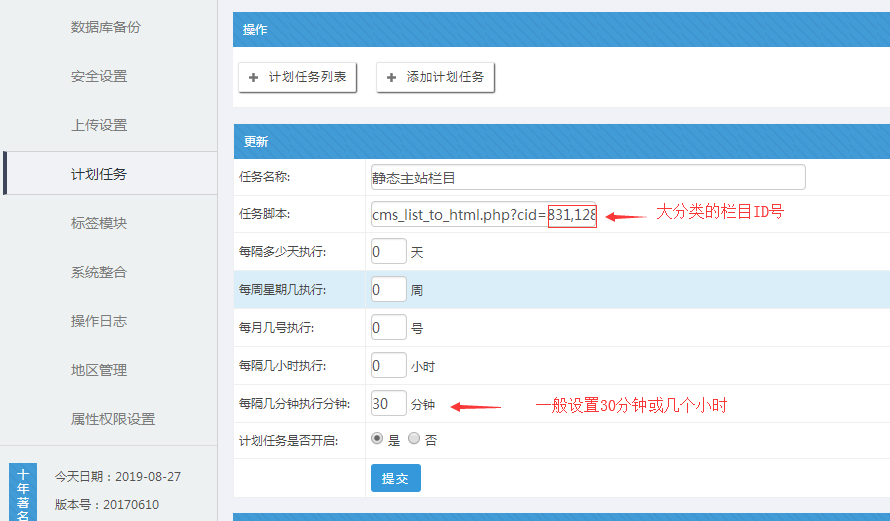 数据库备份
安全设置
上传设置
计划任务
标签模块
系统整合
操作日志
地区管理
属性权限设置
十年著名
今天日期：2019-08-27
版本号：20170610
操作
计划任务列表 添加计划任务
更新
任务名称: 静态主站栏目
任务脚本: cms_list_to_html.php?cid=831,128 大分类的栏目ID号
每隔多少天执行: 0 天
每周星期几执行: 0 周
每月几号执行: 0 号
每隔几小时执行: 0 小时
每隔几分钟执行分钟: 30 分钟 一般设置30分钟或几个小时
计划任务是否开启: 是 否
提交